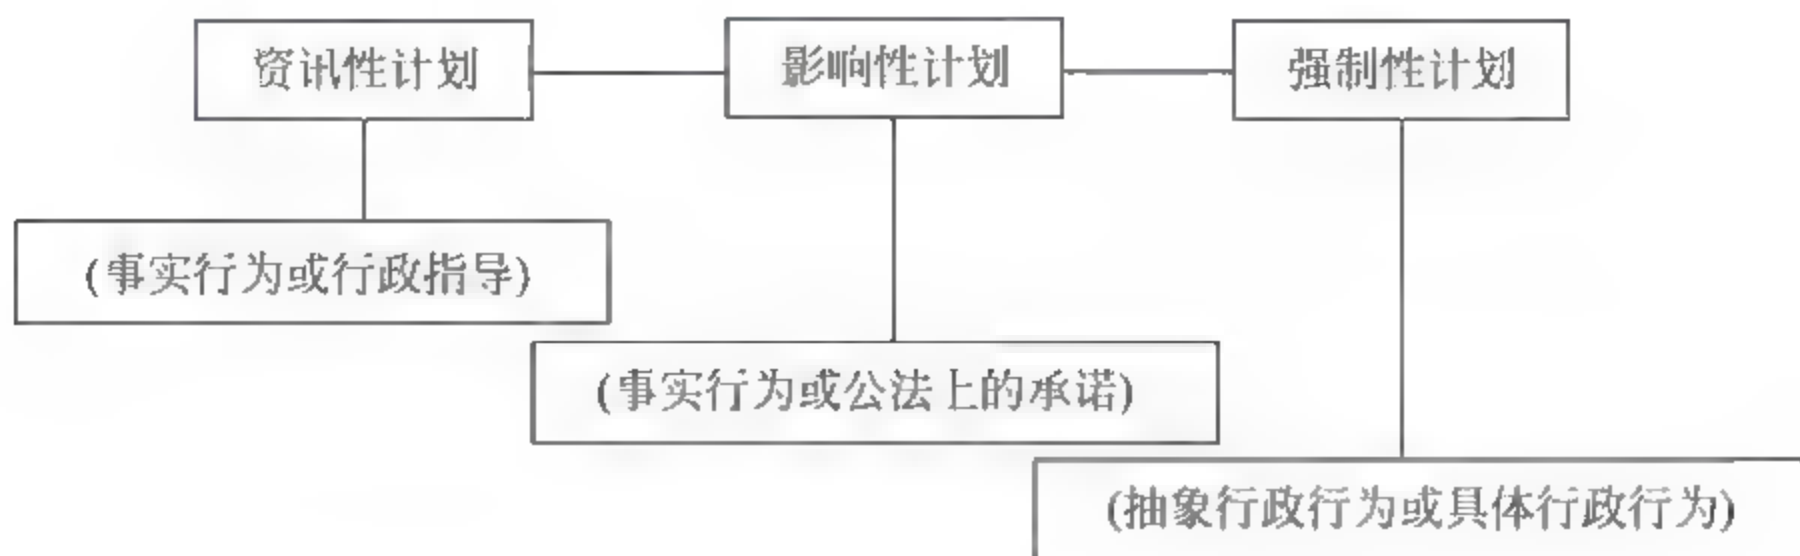 资讯性计划
影响性计划
强制性计划
(事实行为或行政指导)
(事实行为或公法上的承诺)
(抽象行政行为或具体行政行为)